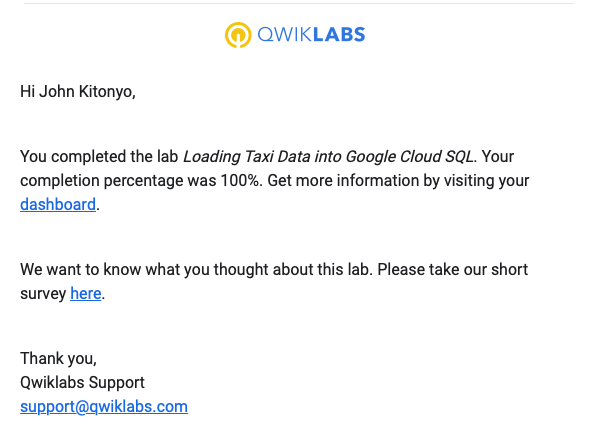 QWIKLABS
Hi John Kitonyo,
You completed the lab Loading Taxi Data into Google Cloud SQL. Your
completion percentage was 100%. Get more information by visiting your
dashboard.
We want to know what you thought about this lab. Please take our short
survey here.
Thank you,
Qwiklabs Support
support@qwiklabs.com